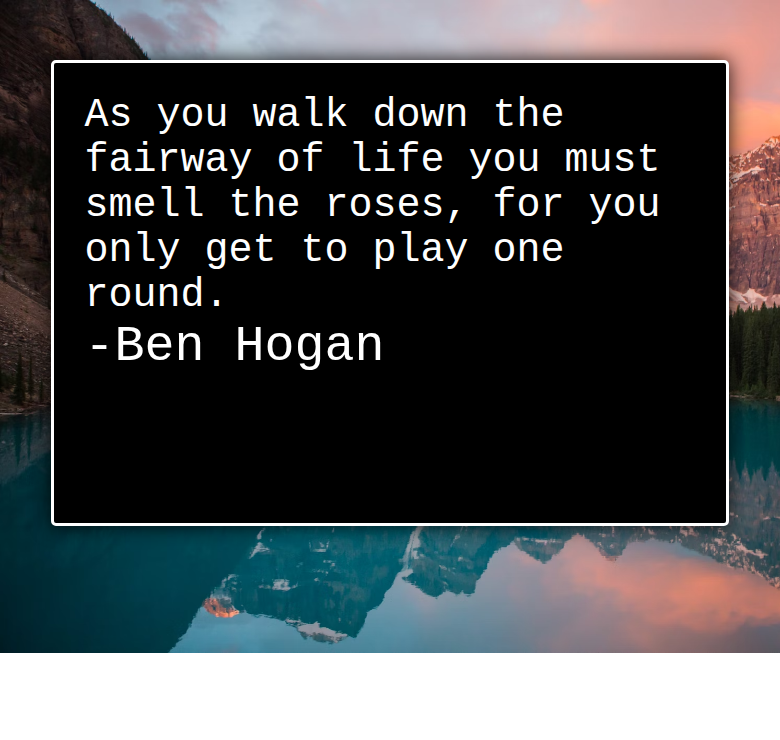 As you walk down the
fairway of life you must
smell the roses, for you
only get to play one
round.
-Ben Hogan